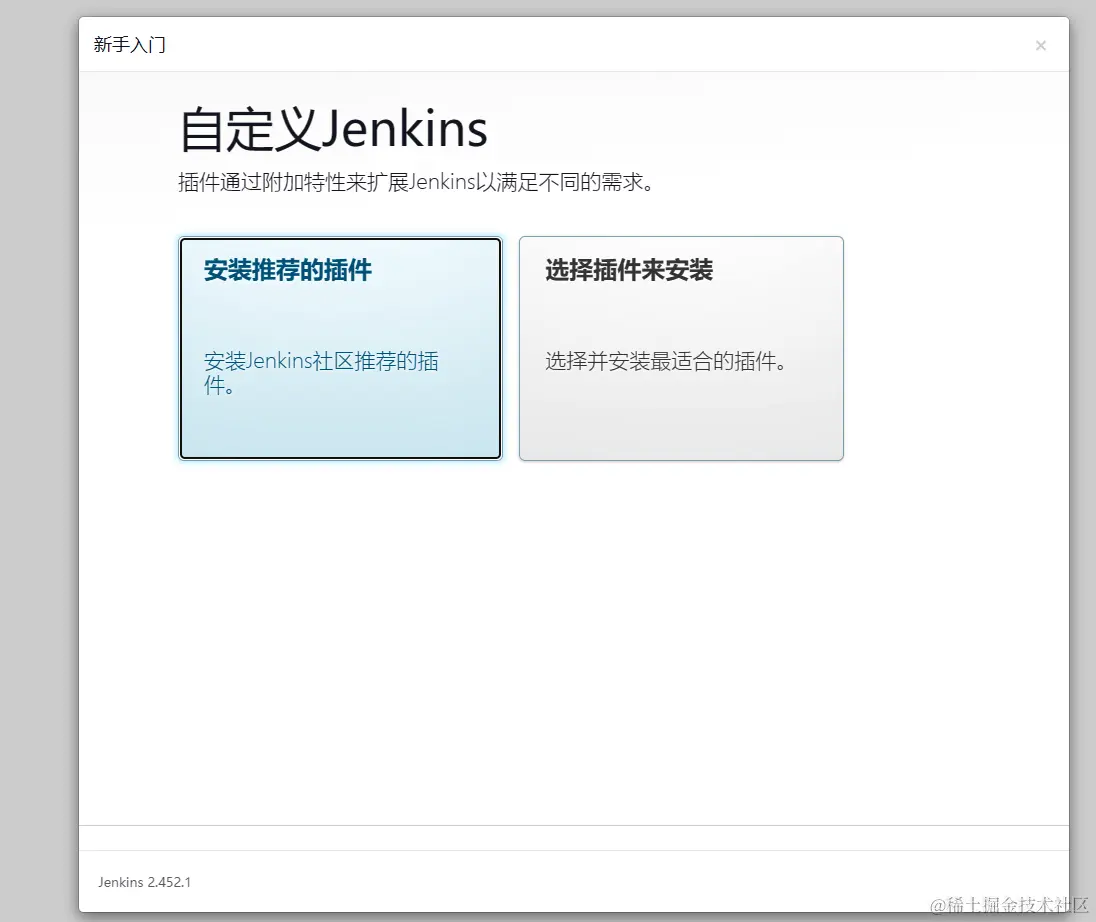 新手入门
×
自定义Jenkins
插件通过附加特性来扩展Jenkins以满足不同的需求。
安装推荐的插件
安装Jenkins社区推荐的插
件。
选择插件来安装
选择并安装最适合的插件。
Jenkins 2.452.1
@稀土掘金技术社区